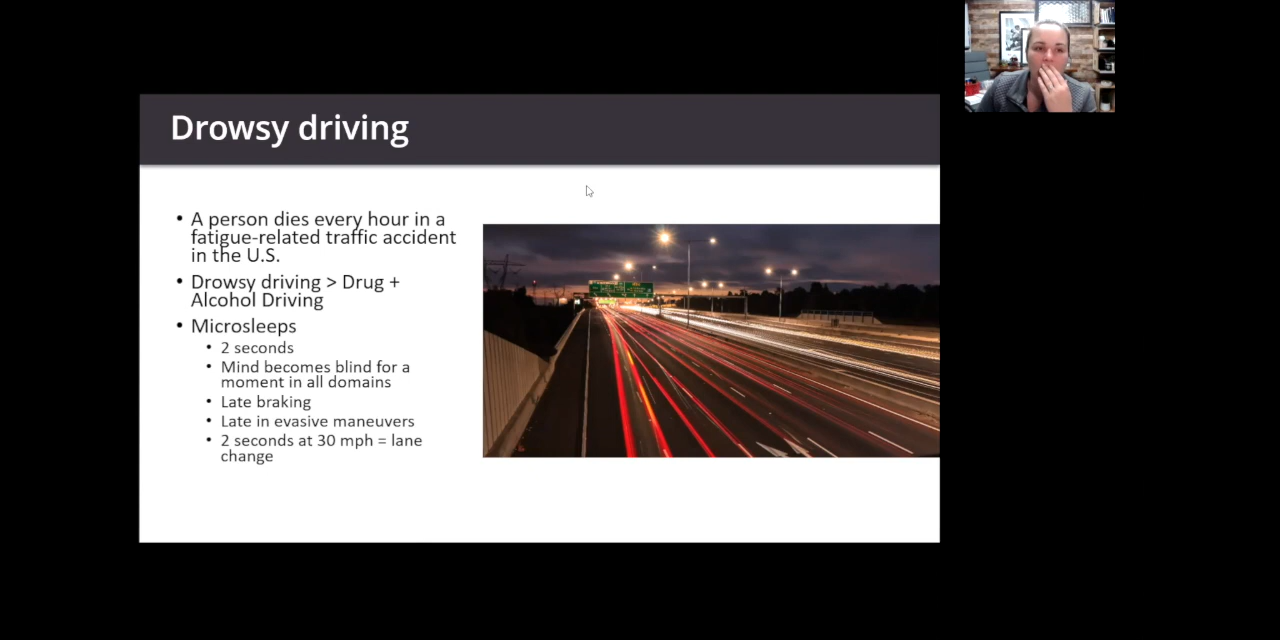 Drowsy driving
• A person dies every hour in a
fatigue-related traffic accident
in the U.S.
• Drowsy driving > Drug +
Alcohol Driving
• Microsleeps
• 2 seconds
• Mind becomes blind for a
moment in all domains
• Late braking
• Late in evasive maneuvers
• 2 seconds at 30 mph = lane
change